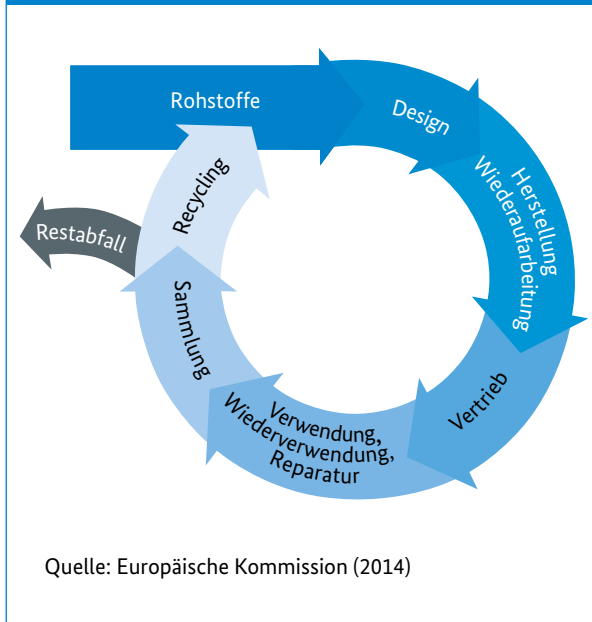 Rohstoffe
Design
Herstellung
Wiederaufarbeitung
Vertrieb
Verwendung,
Wiederverwendung,
Reparatur
Sammlung
Recycling
Restabfall
Quelle: Europäische Kommission (2014)